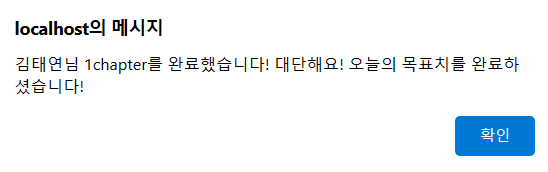 localhost의 메시지
김태연님 1chapter를 완료했습니다! 대단해요! 오늘의 목표치를 완료하
셨습니다!
확인